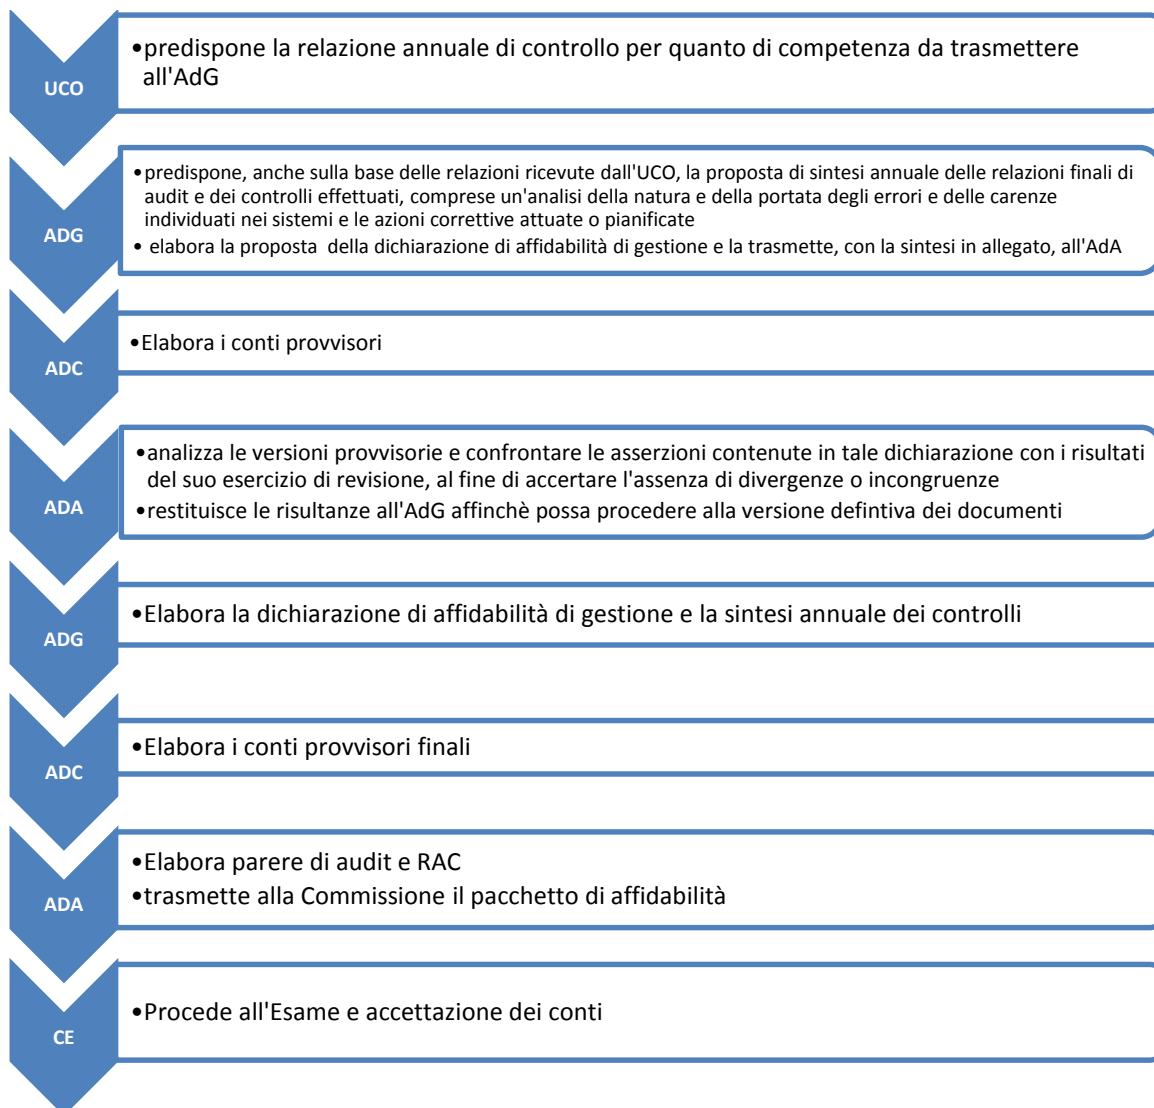 UCO
•predispone la relazione annuale di controllo per quanto di competenza da trasmettere
all'AdG
ADG
•predispone, anche sulla base delle relazioni ricevute dall'UCO, la proposta di sintesi annuale delle relazioni finali di
audit e dei controlli effettuati, comprese un'analisi della natura e della portata degli errori e delle carenze
individuati nei sistemi e le azioni correttive attuate o pianificate
• elabora la proposta della dichiarazione di affidabilità di gestione e la trasmette, con la sintesi in allegato, all'AdA
ADC
•Elabora i conti provvisori
ADA
•analizza le versioni provvisorie e confrontare le asserzioni contenute in tale dichiarazione con i risultati
del suo esercizio di revisione, al fine di accertare l'assenza di divergenze o incongruenze
•restituisce le risultanze all'AdG affinchè possa procedere alla versione defintiva dei documenti
ADG
•Elabora la dichiarazione di affidabilità di gestione e la sintesi annuale dei controlli
ADC
•Elabora i conti provvisori finali
ADA
•Elabora parere di audit e RAC
•trasmette alla Commissione il pacchetto di affidabilità
CE
•Procede all'Esame e accettazione dei conti